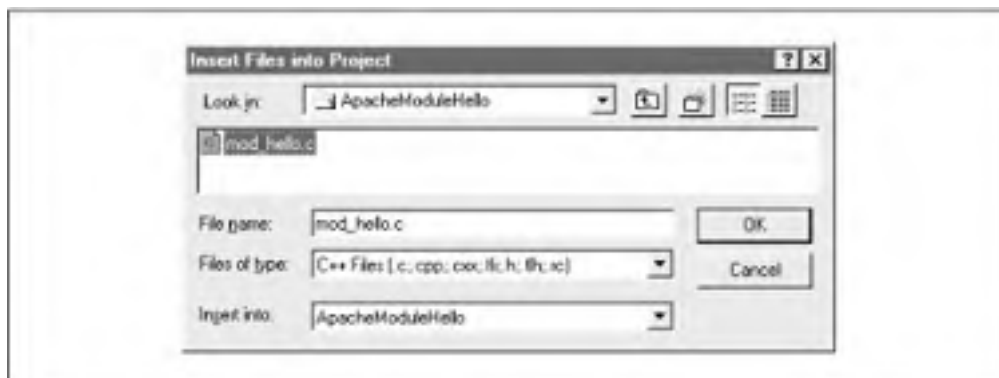 Insert Files into Project
Look in: ApacheModuleHello
mod_hello.c
File name: mod_hello.c OK
Files of type: C++ Files (.c;.cpp;.cxx;.tli;.h;.tlh;.rc) Cancel
Insert into: ApacheModuleHello